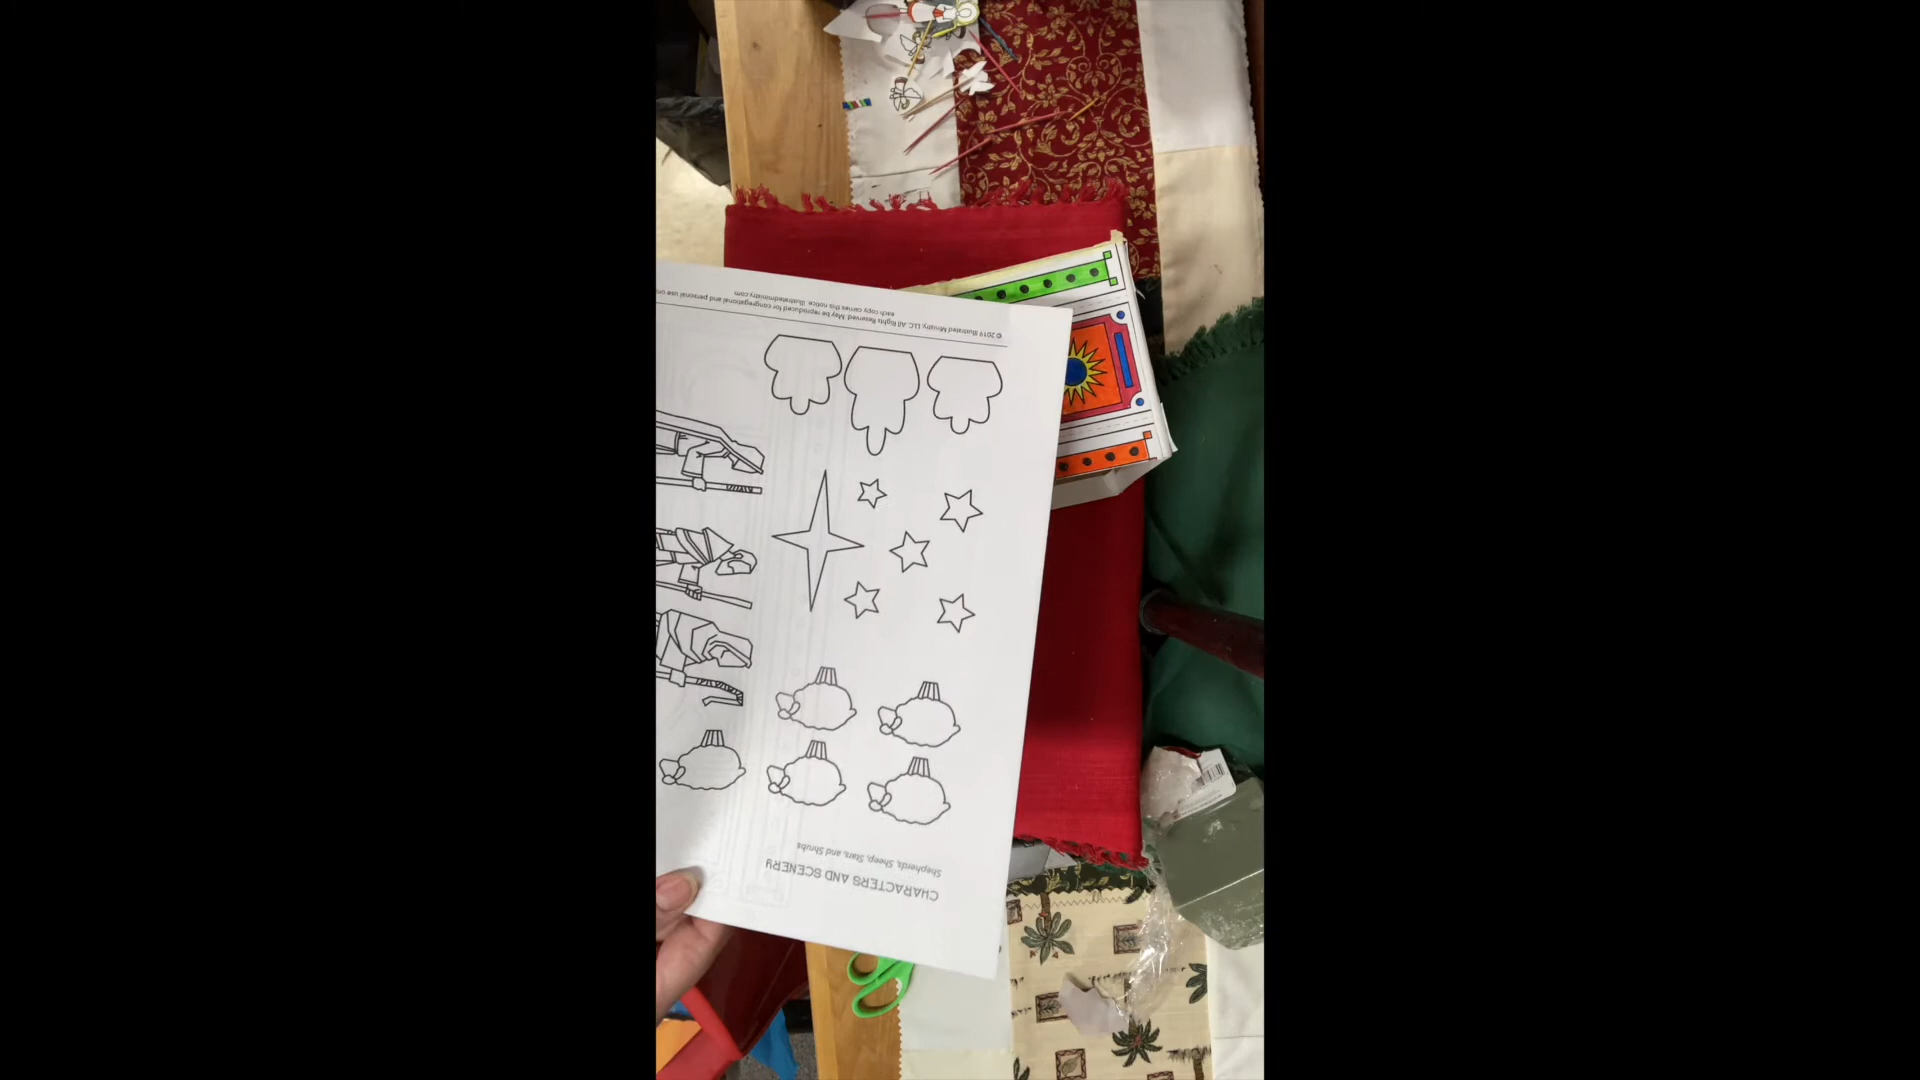 CHARACTERS AND SCENERY
Shepherds, Sheep, Stars, and Shrubs
© 2019 Illustrated Ministry, LLC. All Rights Reserved. May be reproduced for congregational and personal use
each copy carries this notice. illustratedministry.com